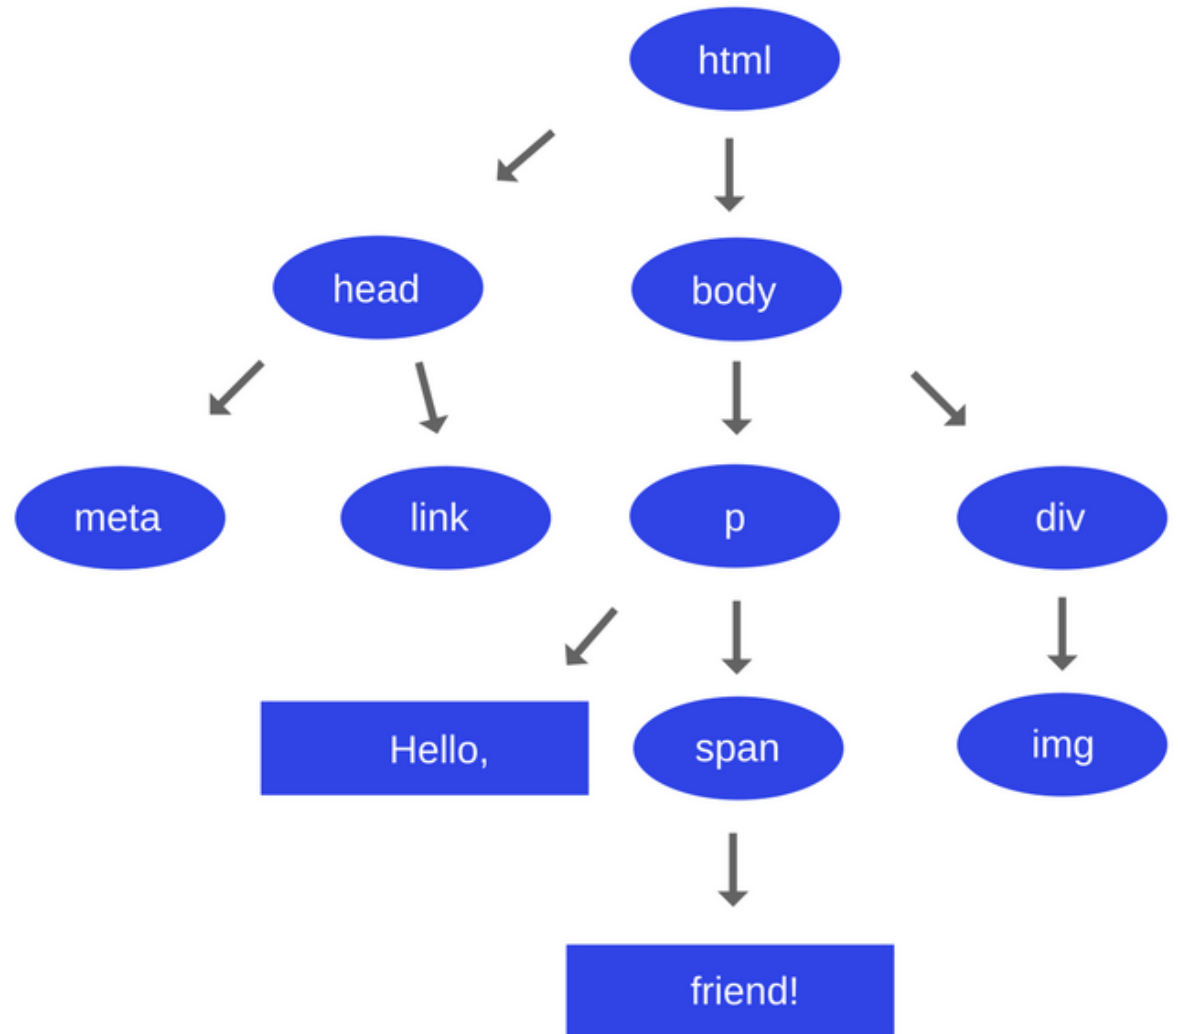 html
head
body
meta
link
p
div
Hello,
span
img
friend!